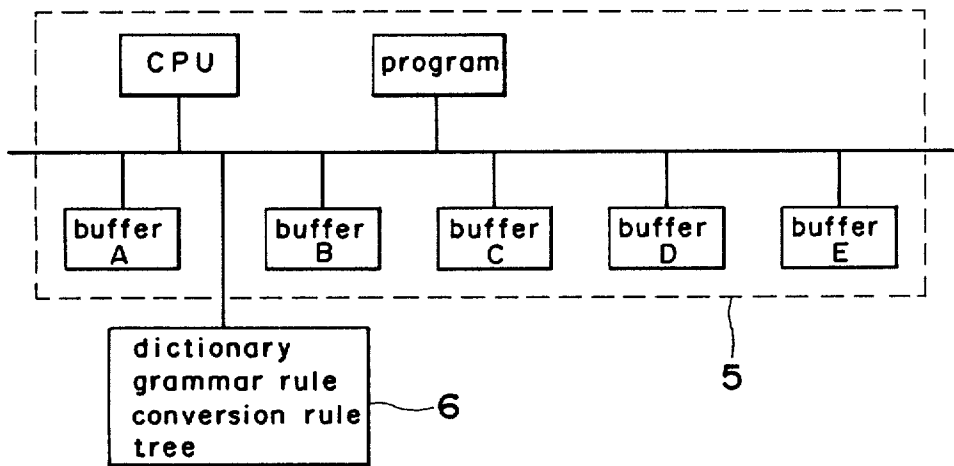 CPU
program
buffer
A
buffer
B
buffer
C
buffer
D
buffer
E
5
dictionary
grammar rule
conversion rule
tree
6